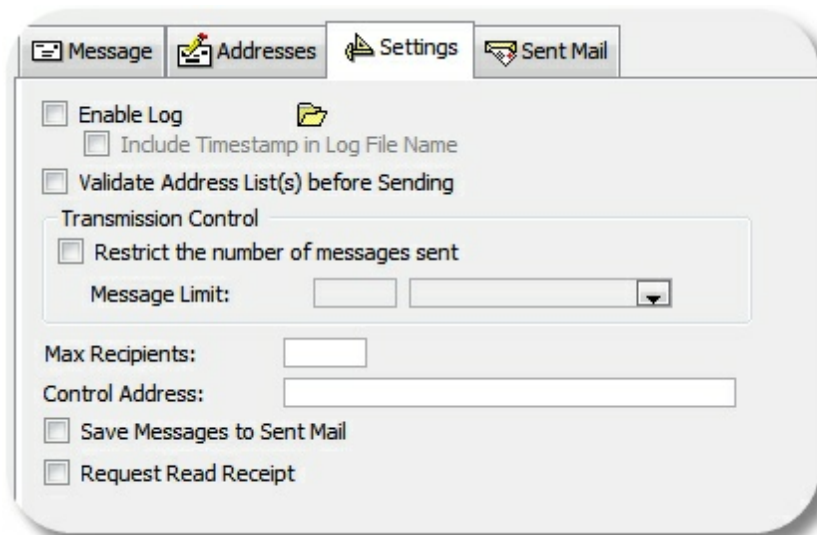 Message Addresses Settings Sent Mail
Enable Log
Include Timestamp in Log File Name
Validate Address List(s) before Sending
Transmission Control
Restrict the number of messages sent
Message Limit:
Max Recipients:
Control Address:
Save Messages to Sent Mail
Request Read Receipt